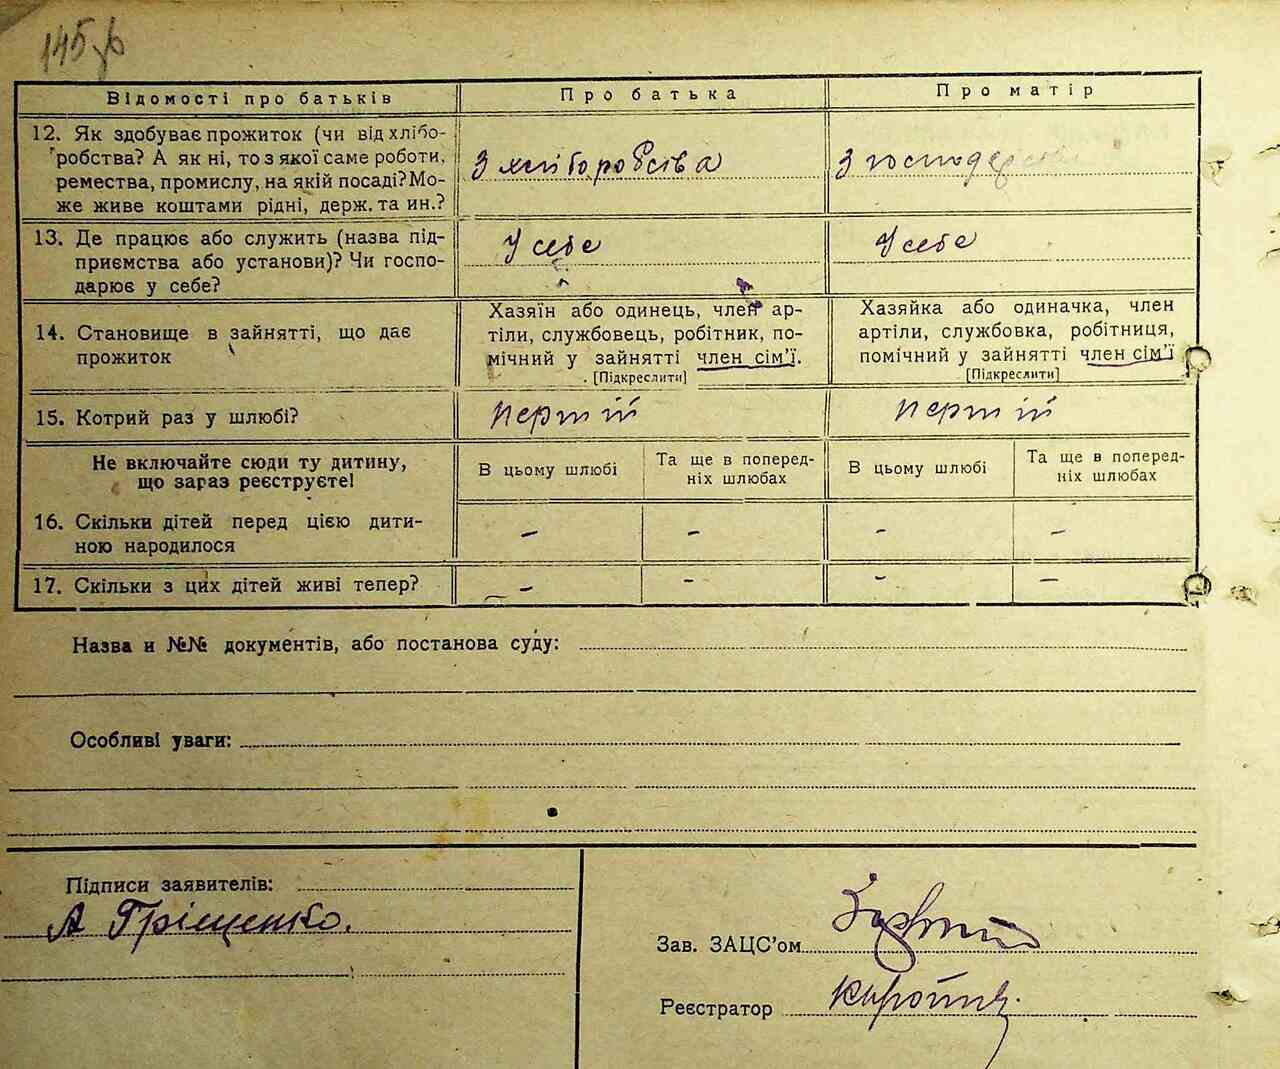 145
Відомості про батьків Про батька Про матір
12. Як здобуває прожиток (чи від хлібо-
робства? А як ні, то з якої саме роботи,
ремества, промислу, на якій посаді? Мо-
же живе коштами рідні, держ. та ин.?
З хліборобства
З господарства
13. Де працює або служить (назва під-
приємства або установи)? Чи госпо-
дарює у себе?
У себе
У себе
14. Становище в зайнятті, що дає
прожиток
Хазяїн або одинець, член ар-
тіли, службовець, робітник, по-
мічний у зайнятті член сім'ї.
[Підкреслити]
Хазяйка або одиначка, член
артіли, службовка, робітниця,
помічний у зайнятті член сім'ї
[Підкреслити]
15. Котрий раз у шлюбі?
Перший
Перший
Не включайте сюди ту дитину,
що зараз реєструєте!
В цьому шлюбі
Та ще в поперед-
ніх шлюбах
В цьому шлюбі
Та ще в поперед-
ніх шлюбах
16. Скільки дітей перед цією дити-
ною народилося
– – – –
17. Скільки з цих дітей живі тепер?
– – – –
Назва и №№ документів, або постанова суду:
Особливі уваги:
Підписи заявителів:
А Гріщенко.
Зав. ЗАЦС'ом
Реєстратор